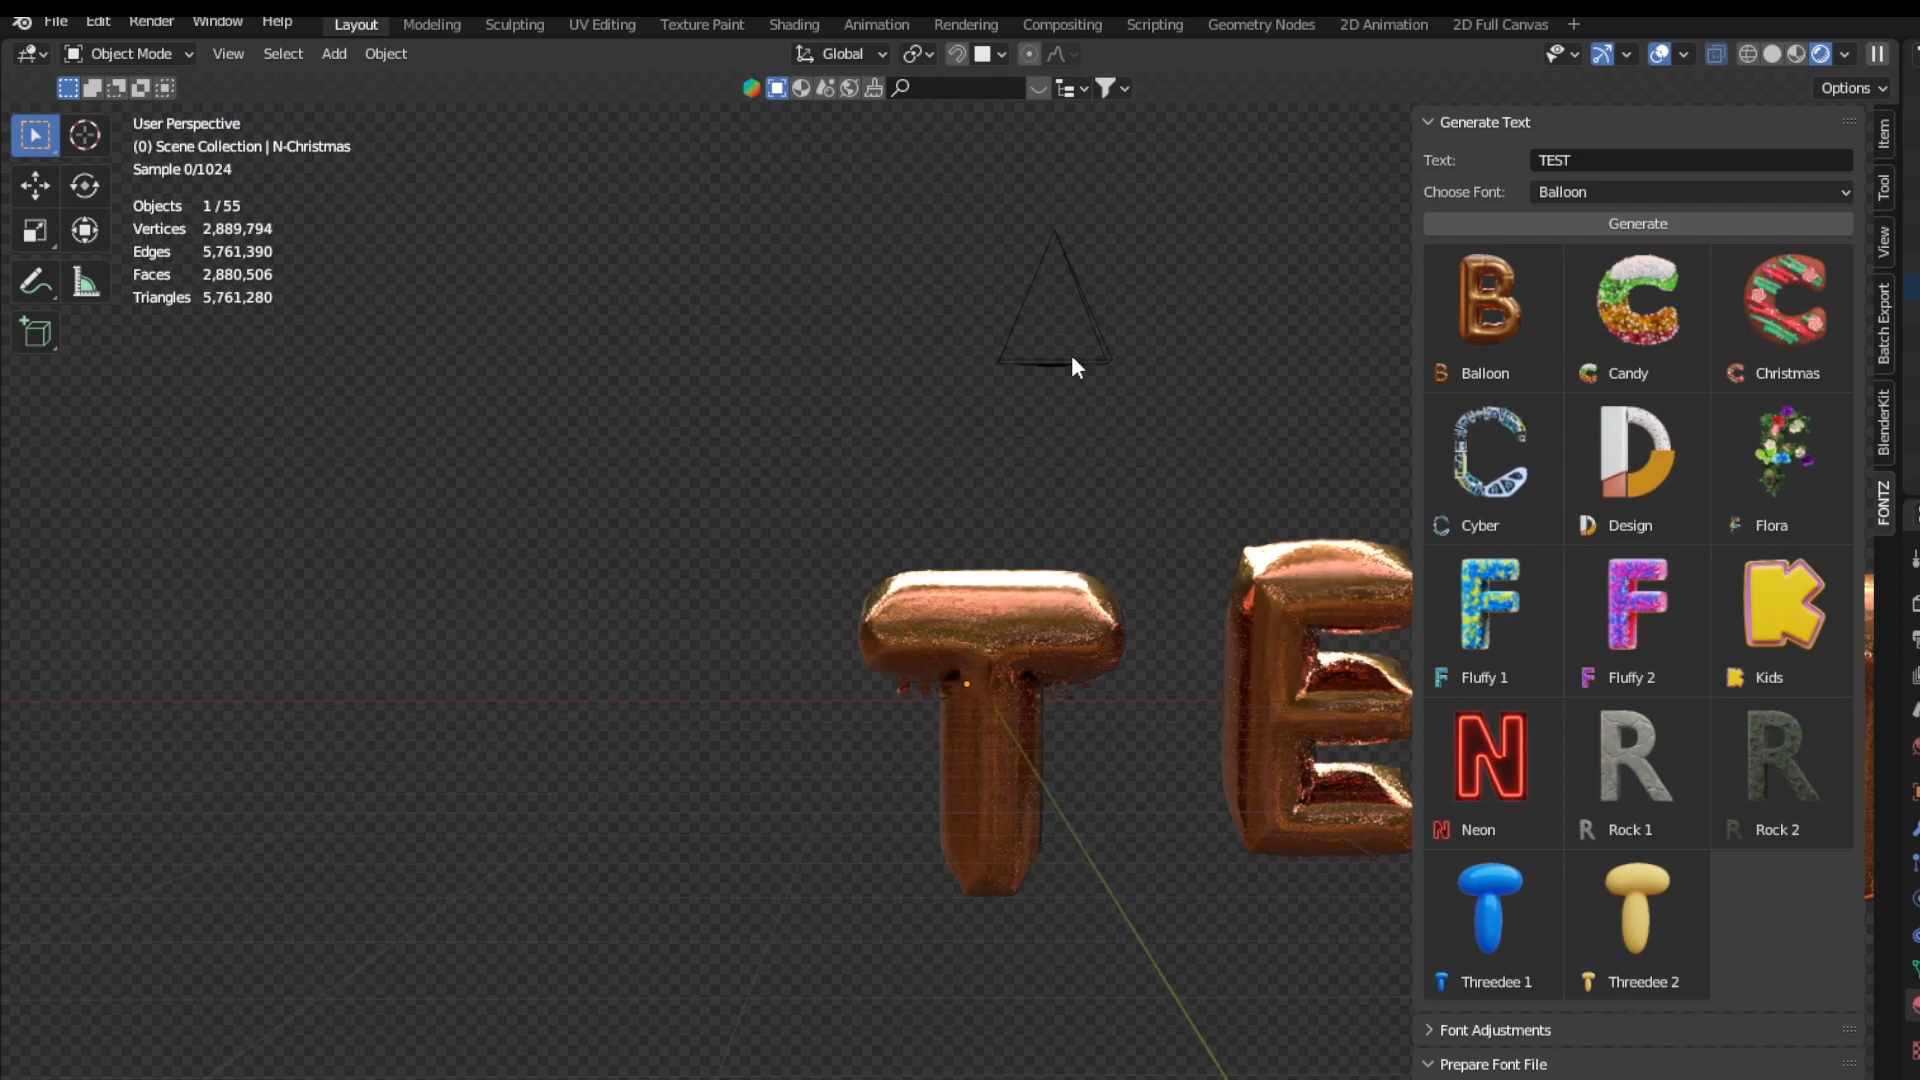 File Edit Render Window Help Layout Modeling Sculpting UV Editing Texture Paint Shading Animation Rendering Compositing Scripting Geometry Nodes 2D Animation 2D Full Canvas +
Object Mode View Select Add Object Global
Options
User Perspective
(0) Scene Collection | N-Christmas
Sample 0/1024
Objects 1 / 55
Vertices 2,889,794
Edges 5,761,390
Faces 2,880,506
Triangles 5,761,280
Generate Text
Text: TEST
Choose Font: Balloon
Generate
Balloon Candy Christmas
Cyber Design Flora
Fluffy 1 Fluffy 2 Kids
Neon Rock 1 Rock 2
Threedee 1 Threedee 2
Font Adjustments
Prepare Font File
Item
Tool
View
Batch Export
BlenderKit
FONTZ
T E